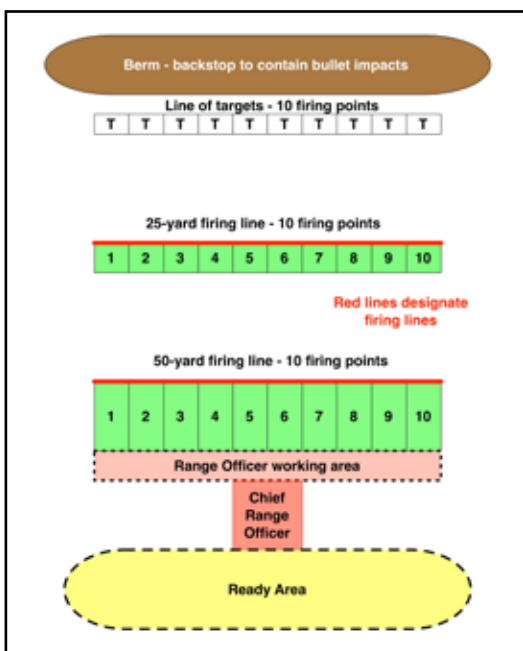 Berm - backstop to contain bullet impacts
Line of targets - 10 firing points
T T T T T T T T T T
25-yard firing line - 10 firing points
1 2 3 4 5 6 7 8 9 10
Red lines designate
firing lines
50-yard firing line - 10 firing points
1 2 3 4 5 6 7 8 9 10
Range Officer working area
Chief
Range
Officer
Ready Area